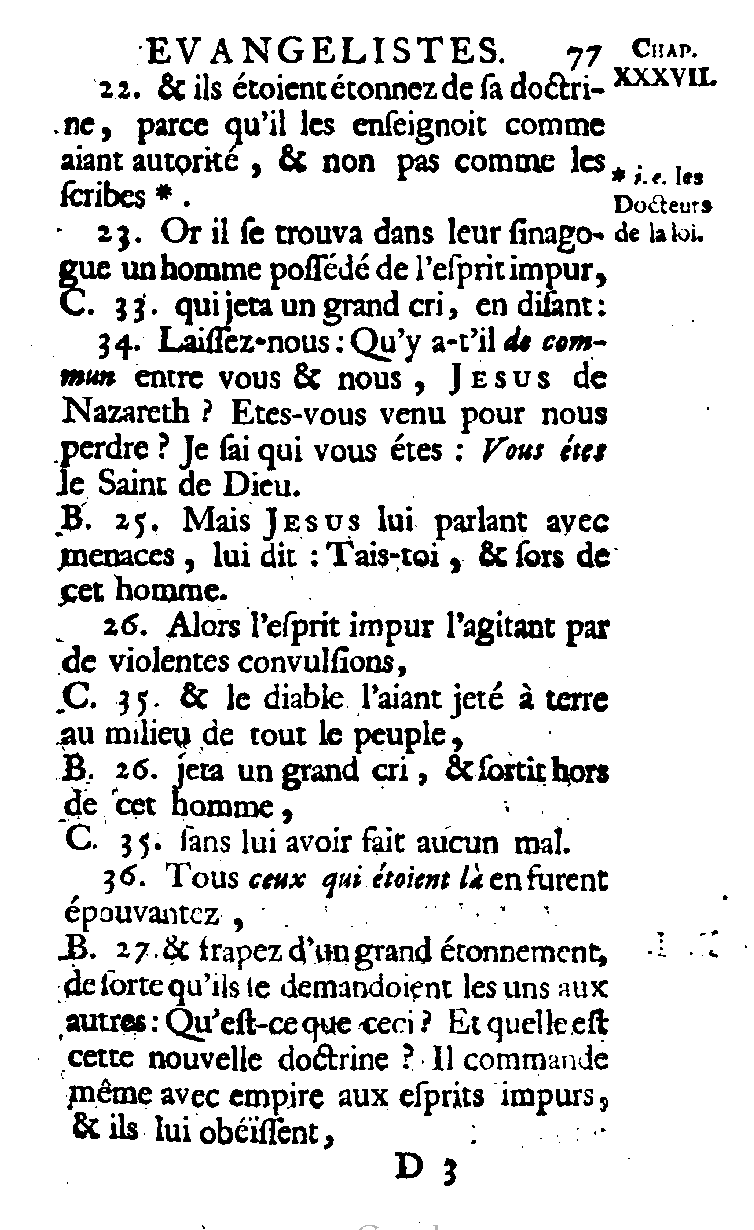 EVANGELISTES. 77
CHAP.
XXXVII.
22. & ils étoient étonnez de ſa doctri-
ne, parce qu'il les enſeignoit comme
aiant autorité, & non pas comme les
ſcribes *.
* i.e. les
Docteurs
de la loi.
23. Or il ſe trouva dans leur ſinago-
gue un homme poſſédé de l'eſprit impur,
C. 33. qui jeta un grand cri, en diſant:
34. Laiſſez-nous: Qu'y a-t'il de com-
mun entre vous & nous, JESUS de
Nazareth? Etes-vous venu pour nous
perdre? Je ſai qui vous étes: Vous étes
le Saint de Dieu.
B. 25. Mais JESUS lui parlant avec
menaces, lui dit: Tais-toi, & ſors de
cet homme.
26. Alors l'eſprit impur l'agitant par
de violentes convulſions,
C. 35. & le diable l'aiant jeté à terre
au milieu de tout le peuple,
B. 26. jeta un grand cri, & ſortit hors
de cet homme,
C. 35. ſans lui avoir fait aucun mal.
36. Tous ceux qui étoient là en furent
épouvantez,
B. 27. & frapez d'un grand étonnement,
de ſorte qu'ils ſe demandoient les uns aux
autres: Qu'eſt-ce que ceci? Et quelle eſt
cette nouvelle doctrine? Il commande
même avec empire aux eſprits impurs,
& ils lui obéïſſent,
D 3